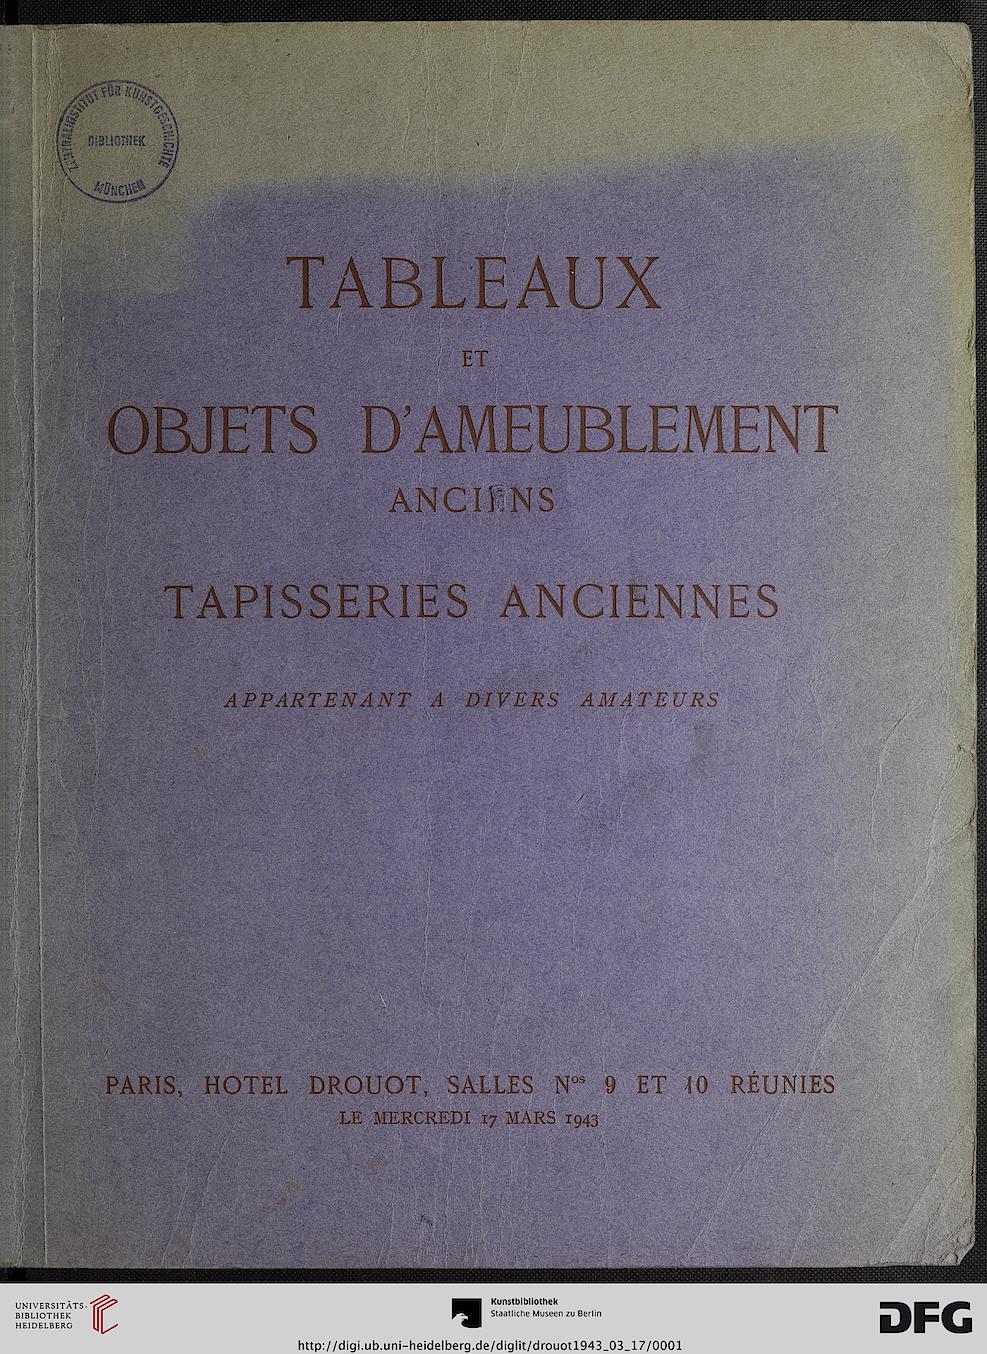 ZENTRALINSTITUT FÜR KUNSTGESCHICHTE
BIBLIOTHEK
MÜNCHEN
TABLEAUX
ET
OBJETS D'AMEUBLEMENT
ANCIENS
TAPISSERIES ANCIENNES
APPARTENANT A DIVERS AMATEURS
PARIS, HOTEL DROUOT, SALLES Nos 9 ET 10 RÉUNIES
LE MERCREDI 17 MARS 1943
UNIVERSITÄTS-
BIBLIOTHEK
HEIDELBERG
Kunstbibliothek
Staatliche Museen zu Berlin
DFG
http://digi.ub.uni-heidelberg.de/diglit/drouot1943_03_17/0001